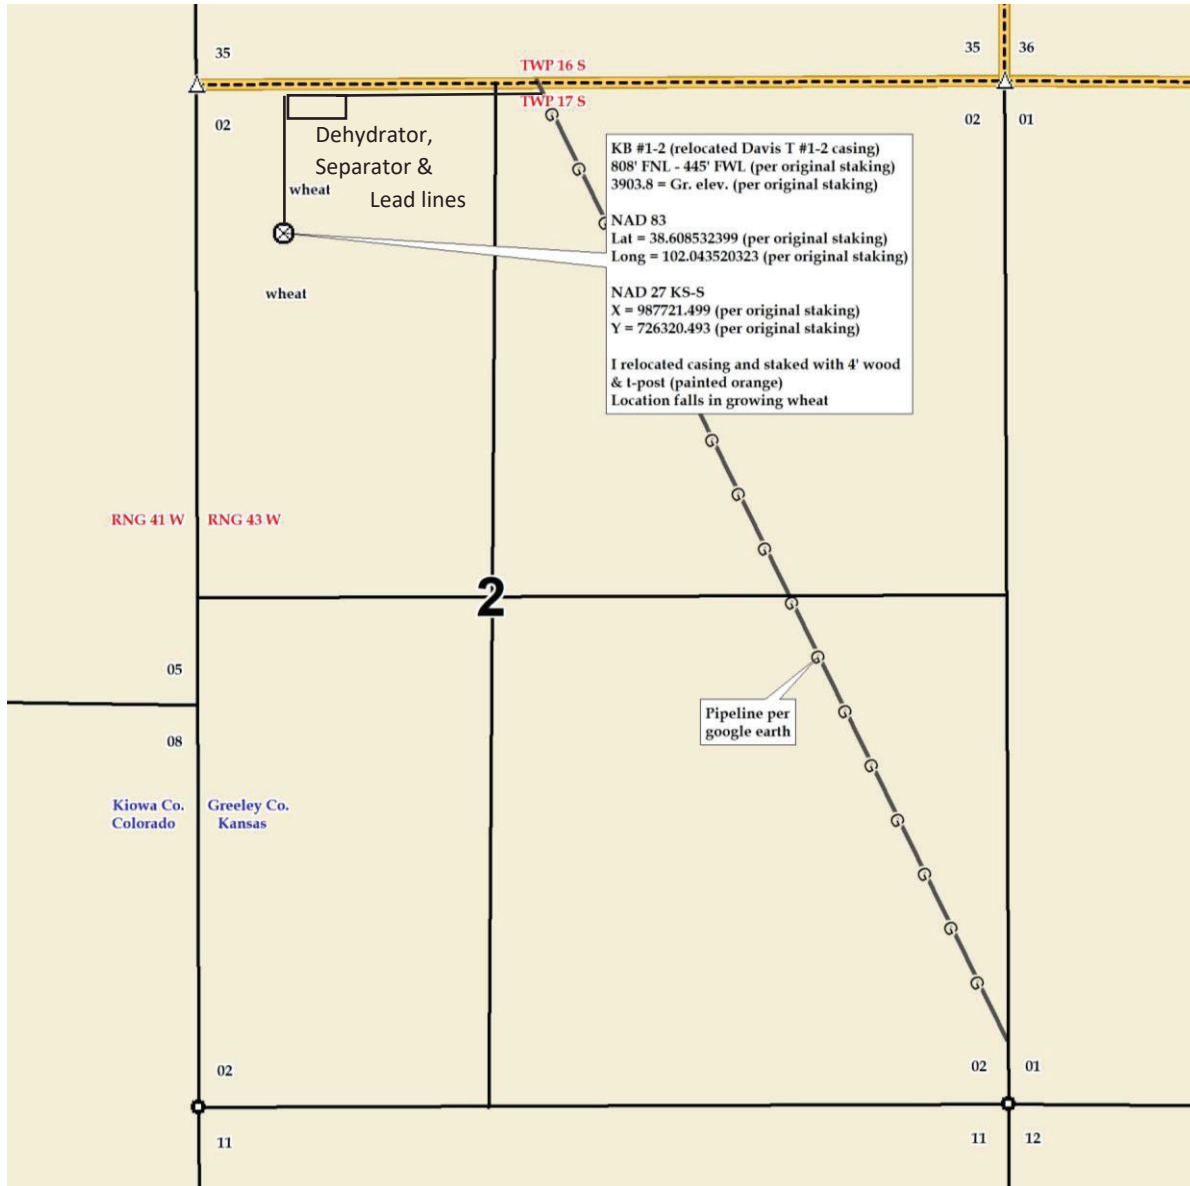 35
35
36
TWP 16 S
TWP 17 S
02
02
01
Dehydrator,
Separator &
Lead lines
wheat
wheat
KB #1-2 (relocated Davis T #1-2 casing)
808' FNL - 445' FWL (per original staking)
3903.8 = Gr. elev. (per original staking)
NAD 83
Lat = 38.608532399 (per original staking)
Long = 102.043520323 (per original staking)
NAD 27 KS-S
X = 987721.499 (per original staking)
Y = 726320.493 (per original staking)
I relocated casing and staked with 4' wood
& t-post (painted orange)
Location falls in growing wheat
G
G
G
G
G
G
RNG 41 W
RNG 43 W
2
G
G
05
Pipeline per
google earth
08
G
G
G
G
G
G
Kiowa Co.
Colorado
Greeley Co.
Kansas
02
02
01
11
11
12